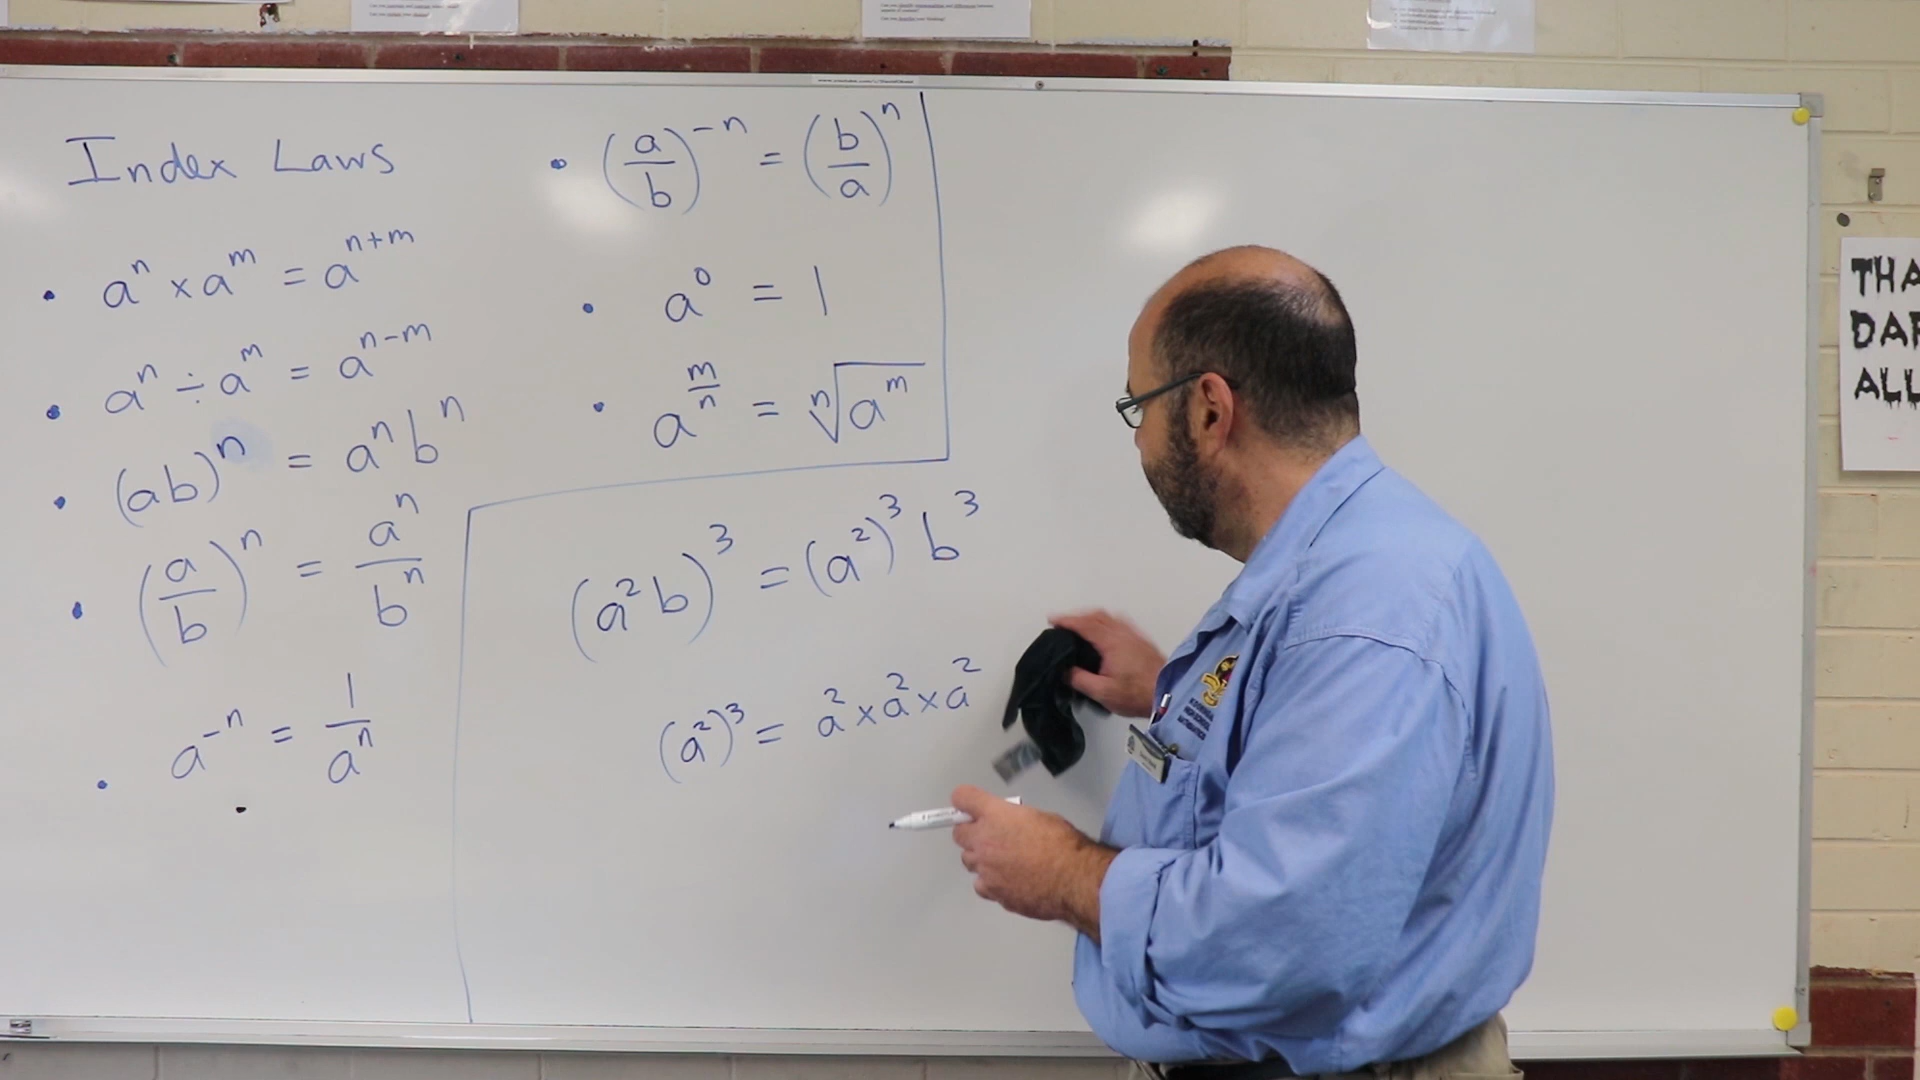 Index Laws
aⁿ × aᵐ = aⁿ⁺ᵐ
aⁿ ÷ aᵐ = aⁿ⁻ᵐ
(ab)ⁿ = aⁿbⁿ
(a/b)ⁿ = aⁿ/bⁿ
a⁻ⁿ = 1/aⁿ
(a/b)⁻ⁿ = (b/a)ⁿ
a⁰ = 1
a^(m/n) = ⁿ√aᵐ
(a²b)³ = (a²)³b³
(a²)³ = a² × a² × a²
THA
DAR
ALL